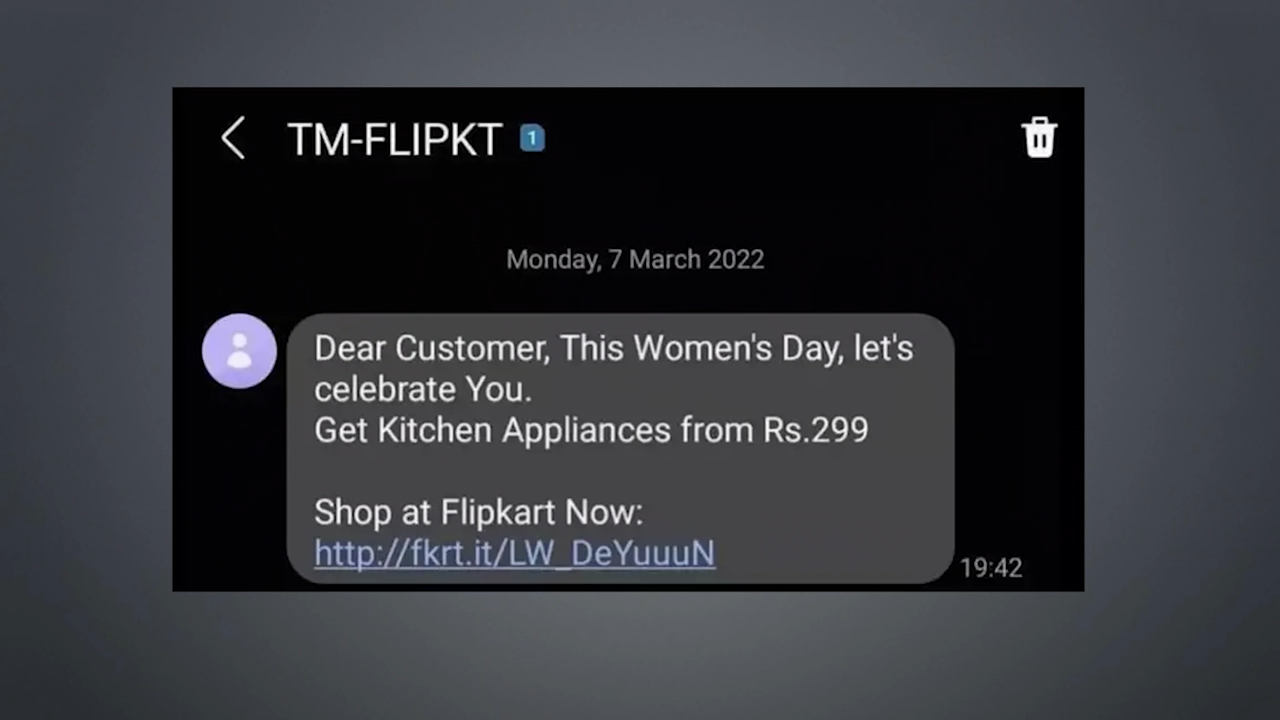 TM-FLIPKT 1
Monday, 7 March 2022
Dear Customer, This Women's Day, let's
celebrate You.
Get Kitchen Appliances from Rs.299
Shop at Flipkart Now:
http://fkrt.it/LW_DeYuuuN
19:42